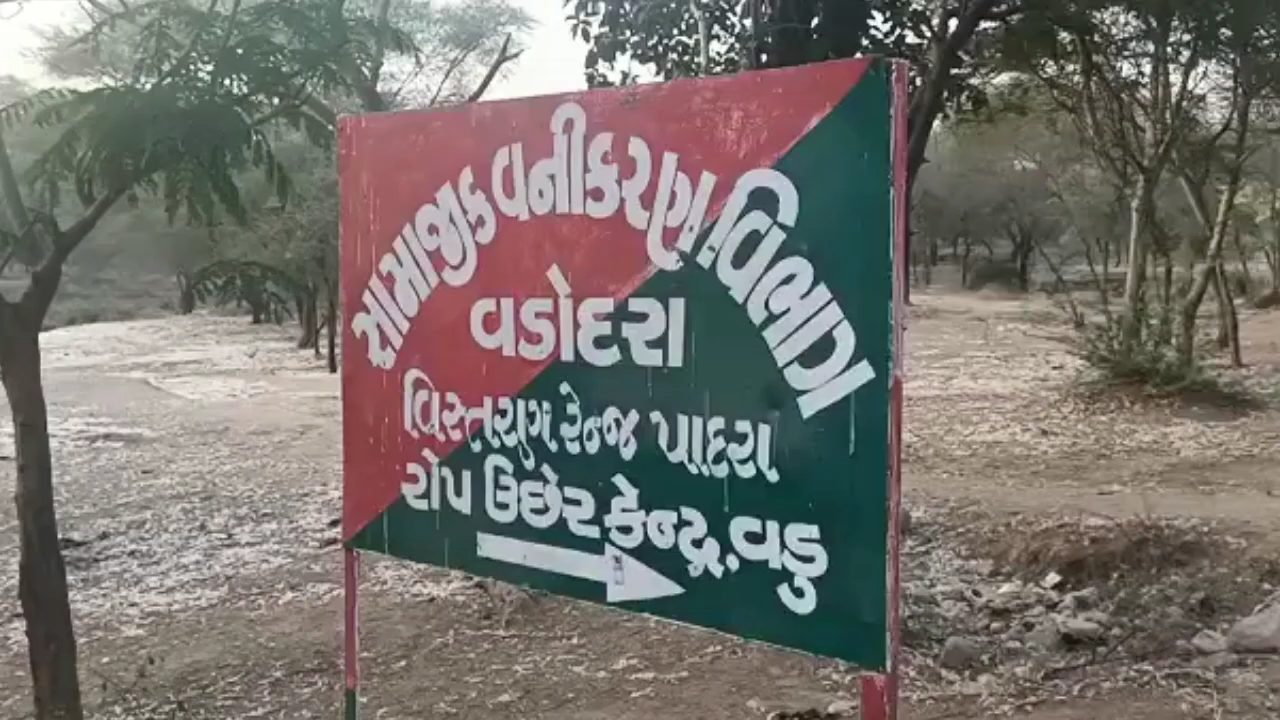 સામાજીક વનીકરણ વિભાગ
વડોદરા
વિસ્તરણ રેન્જ પાદરા
રોપ ઉછેર કેન્દ્ર, વડુ